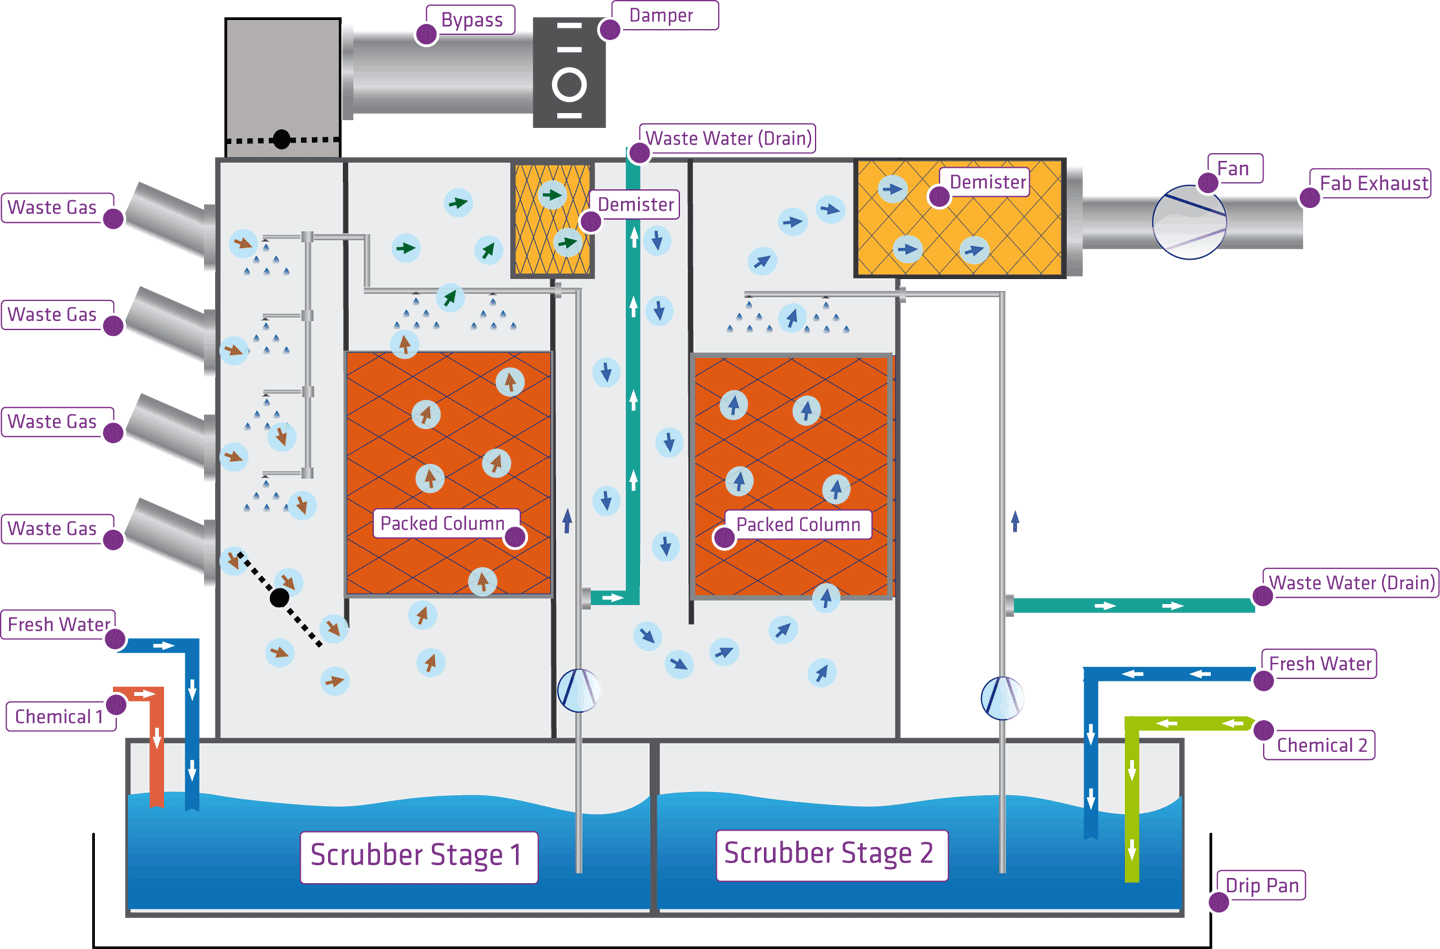 Bypass
Damper
Waste Water (Drain)
Fan
Demister
Fab Exhaust
Waste Gas
Demister
Waste Gas
Waste Gas
Packed Column
Packed Column
Waste Gas
Waste Water (Drain)
Fresh Water
Fresh Water
Chemical 1
Chemical 2
Scrubber Stage 1
Scrubber Stage 2
Drip Pan